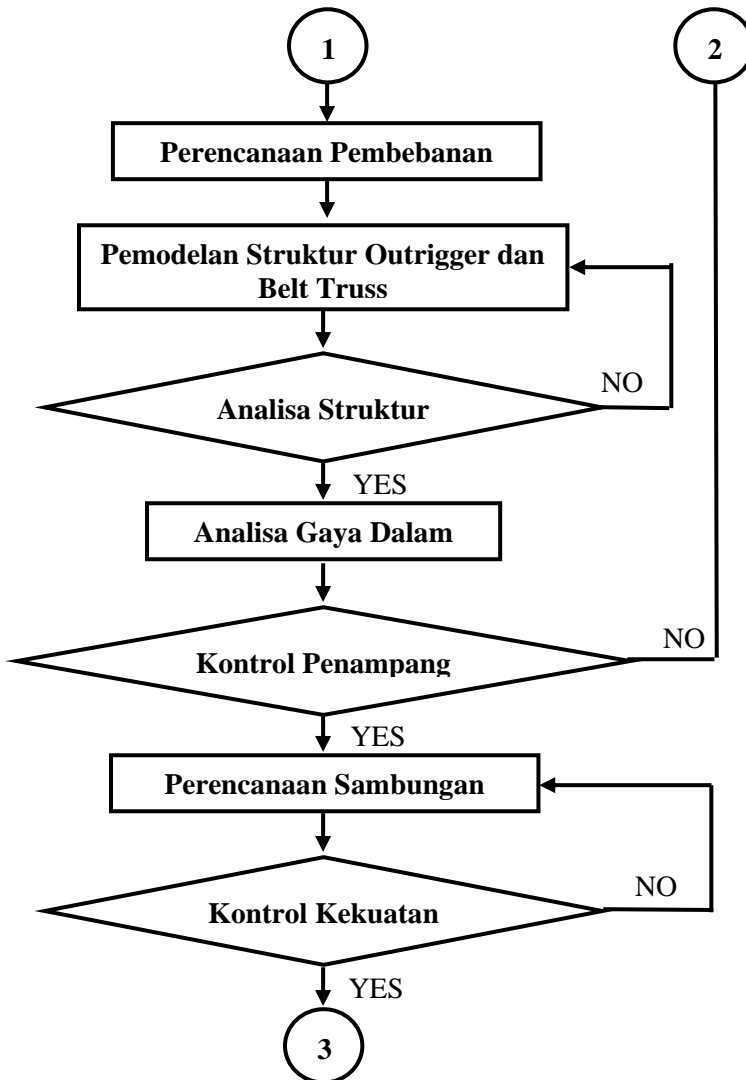 1
2
Perencanaan Pembebanan
Pemodelan Struktur Outrigger dan
Belt Truss
NO
Analisa Struktur
YES
Analisa Gaya Dalam
NO
Kontrol Penampang
YES
Perencanaan Sambungan
NO
Kontrol Kekuatan
YES
3